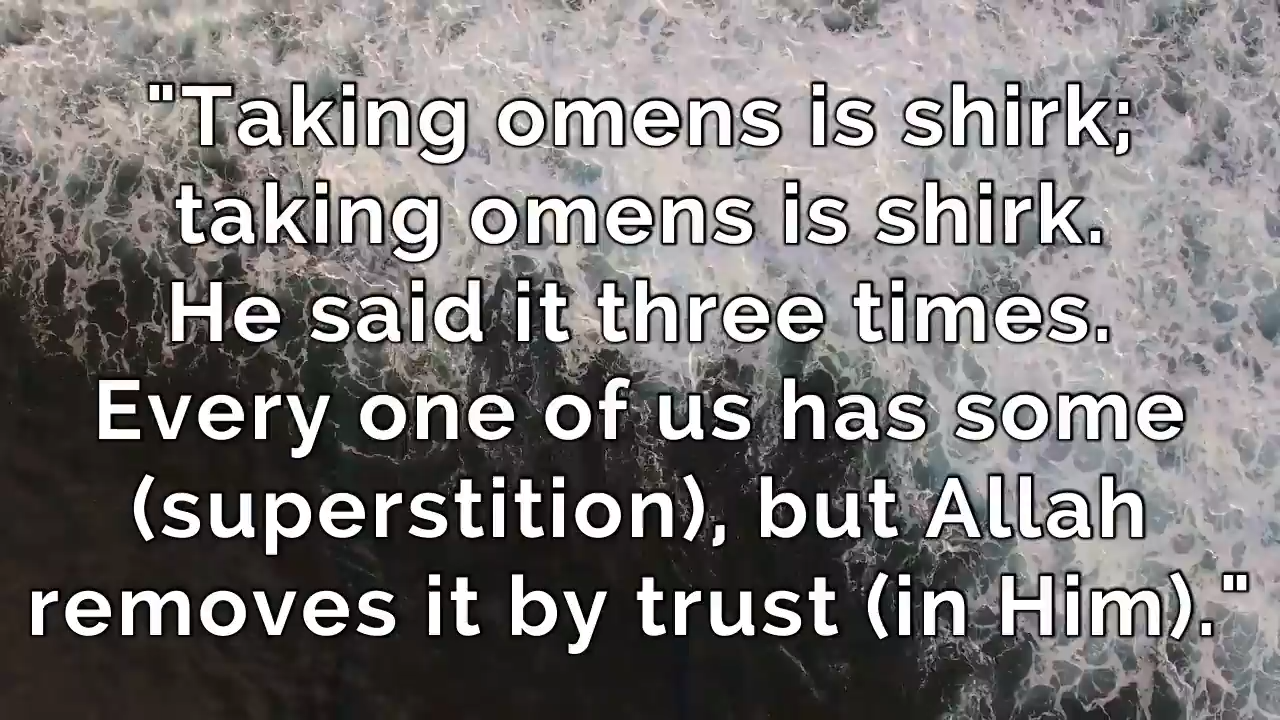 "Taking omens is shirk;
taking omens is shirk.
He said it three times.
Every one of us has some
(superstition), but Allah
removes it by trust (in Him)."